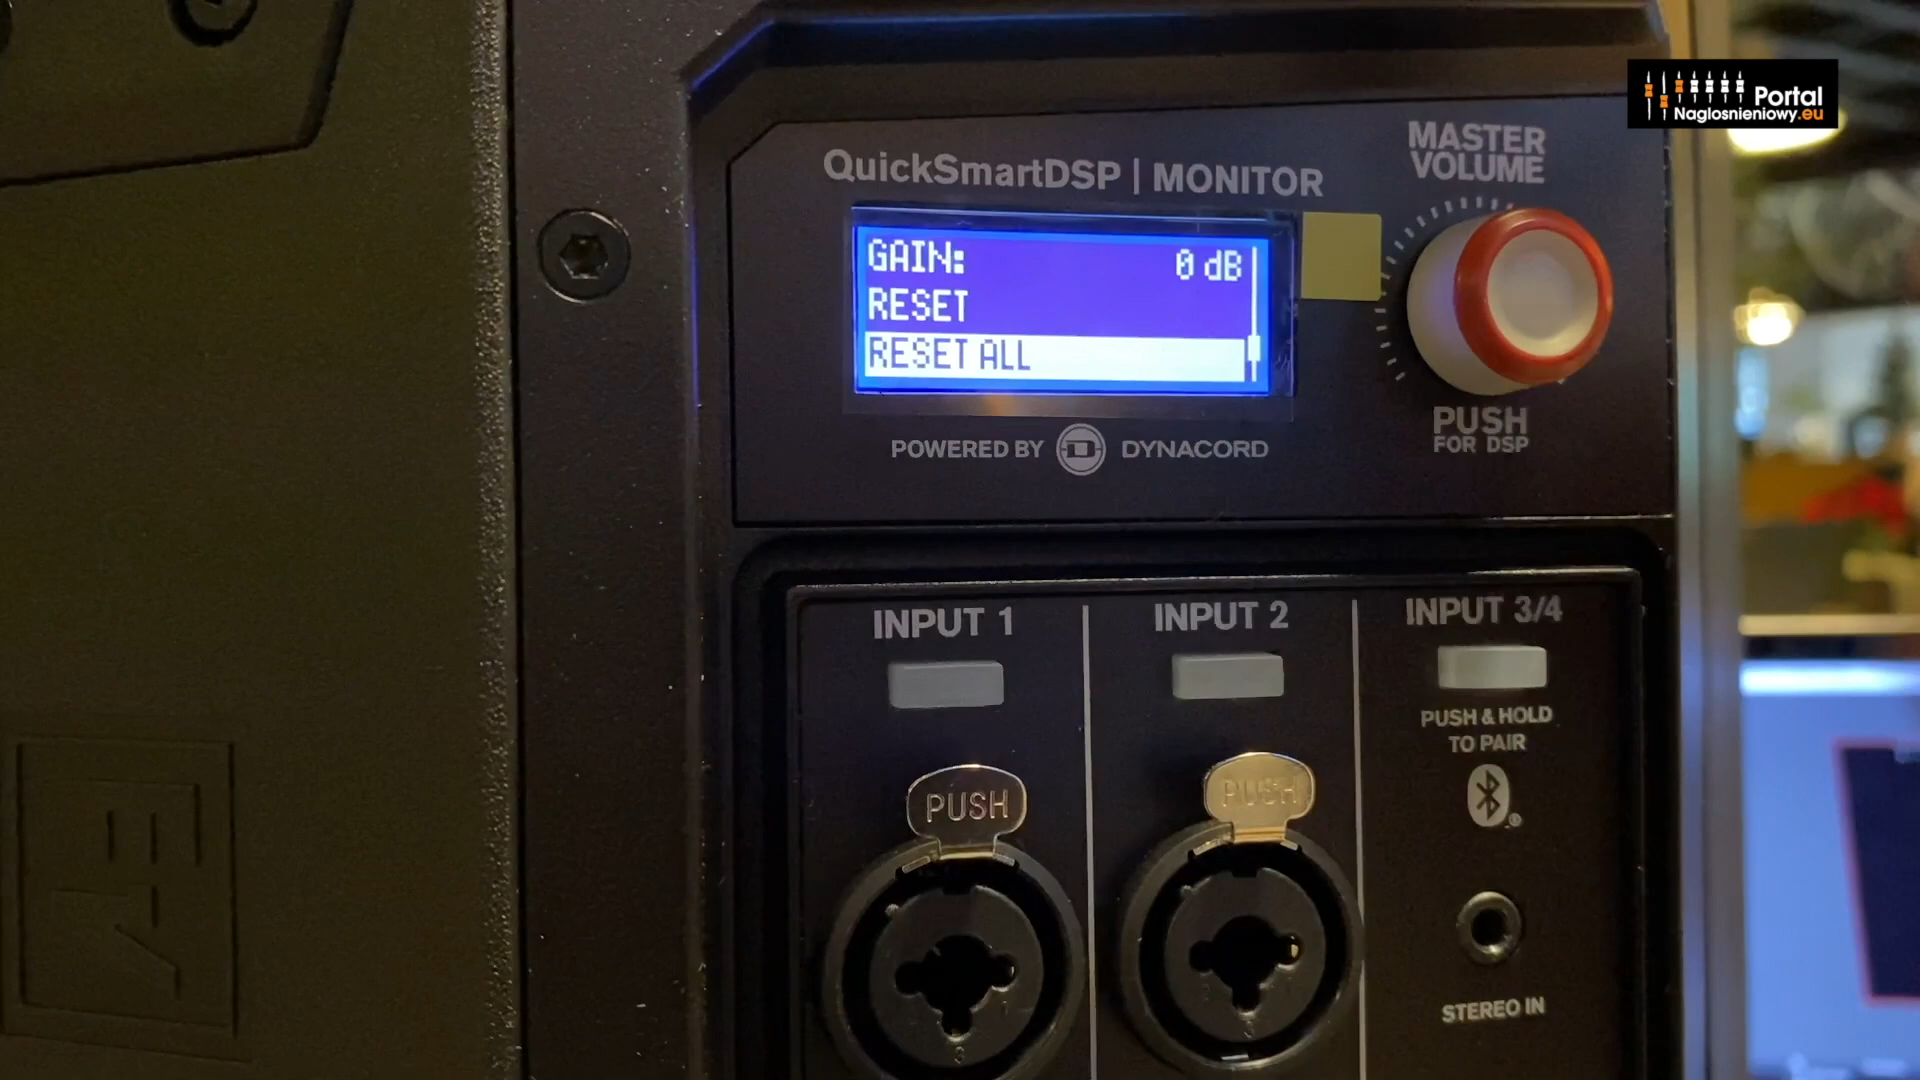 Portal
Naglosnieniowy.eu
MASTER
VOLUME
QuickSmartDSP | MONITOR
GAIN: 0 dB
RESET
RESET ALL
PUSH
FOR DSP
POWERED BY D DYNACORD
INPUT 1
INPUT 2
INPUT 3/4
PUSH & HOLD
TO PAIR
PUSH
PUSH
STEREO IN
EV